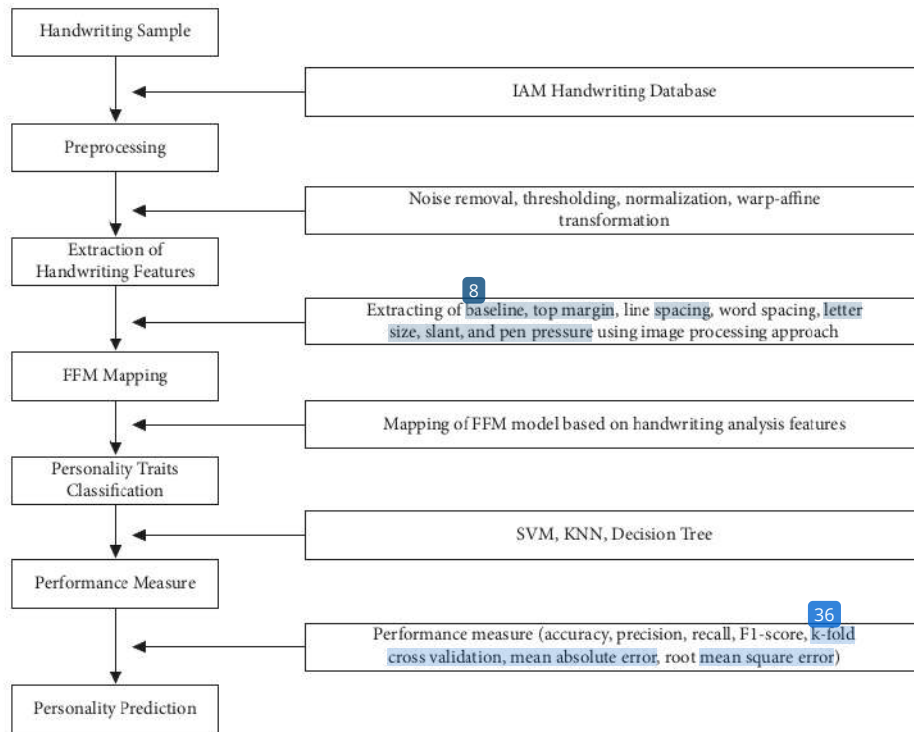 Handwriting Sample
IAM Handwriting Database
Preprocessing
Noise removal, thresholding, normalization, warp-affine
transformation
Extraction of
Handwriting Features
8
Extracting of baseline, top margin, line spacing, word spacing, letter
size, slant, and pen pressure using image processing approach
FFM Mapping
Mapping of FFM model based on handwriting analysis features
Personality Traits
Classification
SVM, KNN, Decision Tree
Performance Measure
36
Performance measure (accuracy, precision, recall, F1-score, k-fold
cross validation, mean absolute error, root mean square error)
Personality Prediction